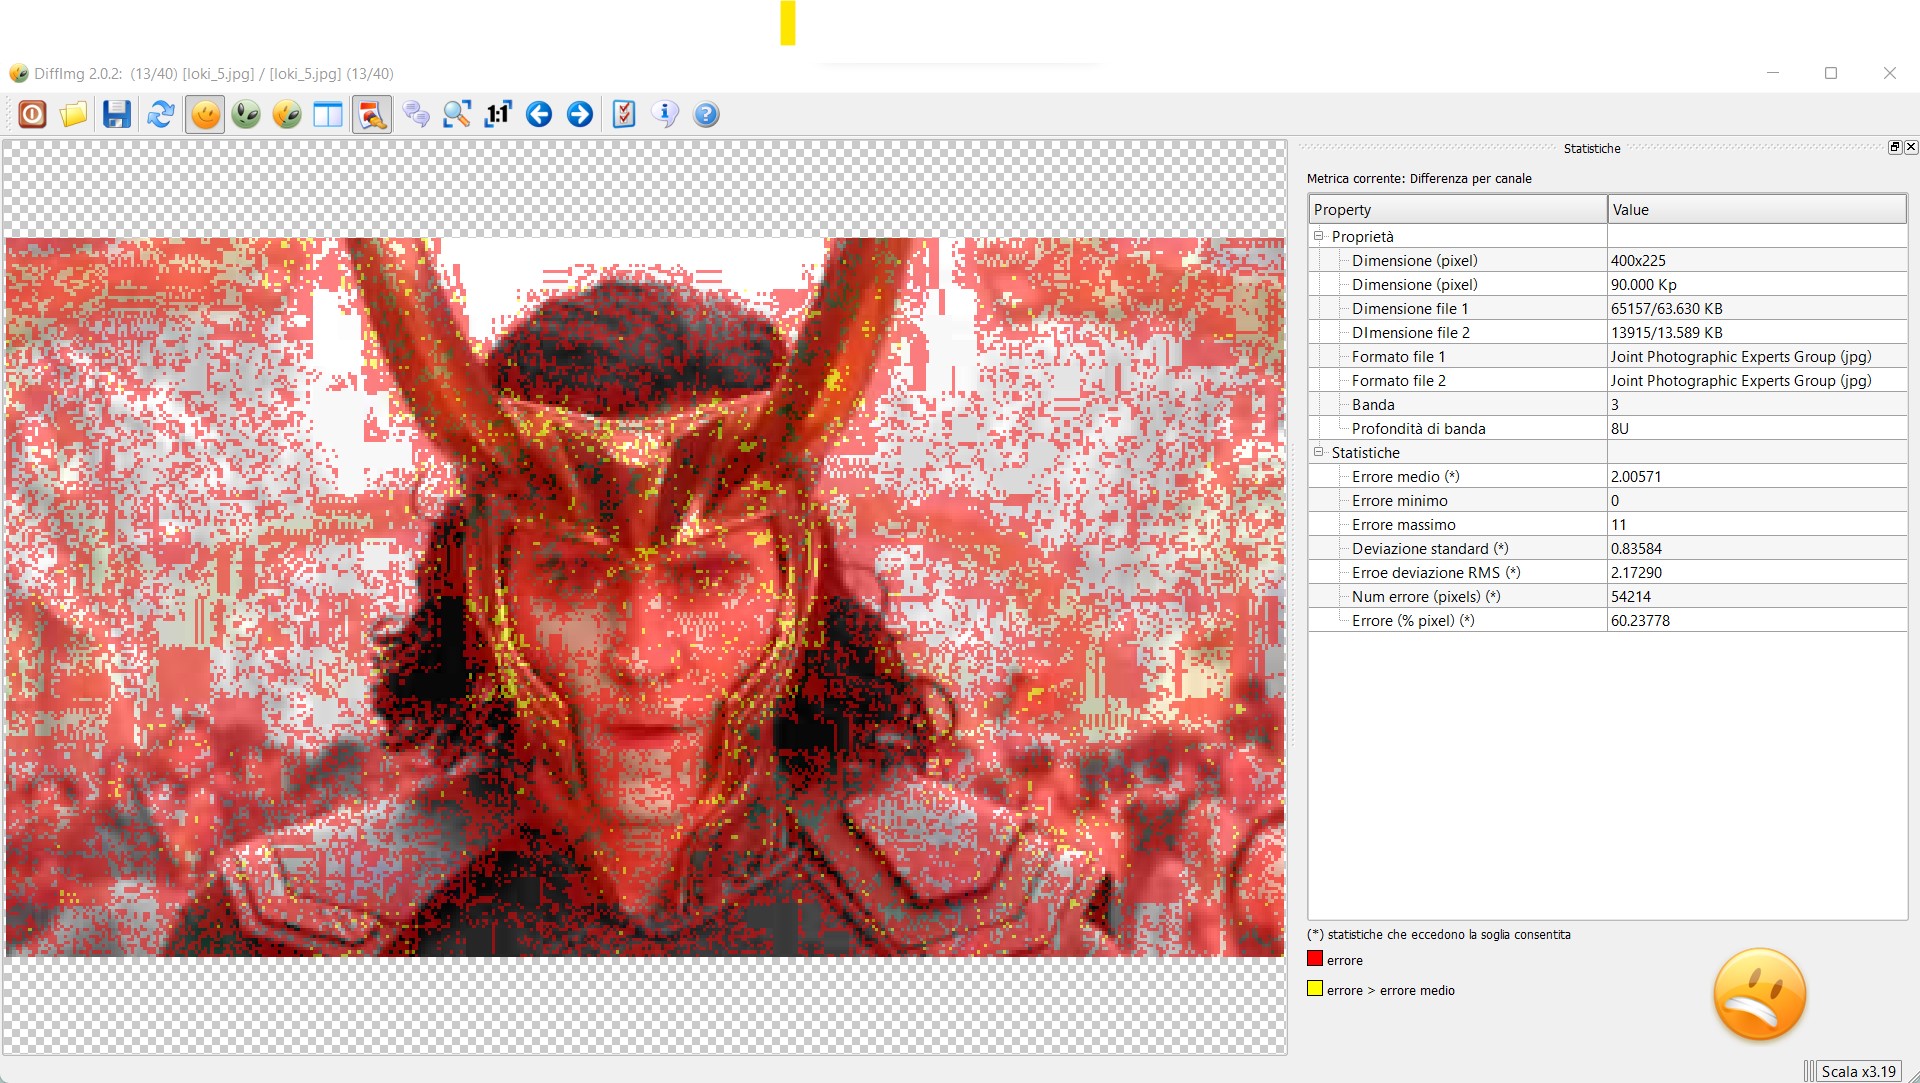 DiffImg 2.0.2: (13/40) [loki_5.jpg] / [loki_5.jpg] (13/40)
1:1
Statistiche
Metrica corrente: Differenza per canale
Property Value
Proprietà
Dimensione (pixel) 400x225
Dimensione (pixel) 90.000 Kp
Dimensione file 1 65157/63.630 KB
DImensione file 2 13915/13.589 KB
Formato file 1 Joint Photographic Experts Group (jpg)
Formato file 2 Joint Photographic Experts Group (jpg)
Banda 3
Profondità di banda 8U
Statistiche
Errore medio (*) 2.00571
Errore minimo 0
Errore massimo 11
Deviazione standard (*) 0.83584
Erroe deviazione RMS (*) 2.17290
Num errore (pixels) (*) 54214
Errore (% pixel) (*) 60.23778
(*) statistiche che eccedono la soglia consentita
errore
errore > errore medio
Scala x3.19